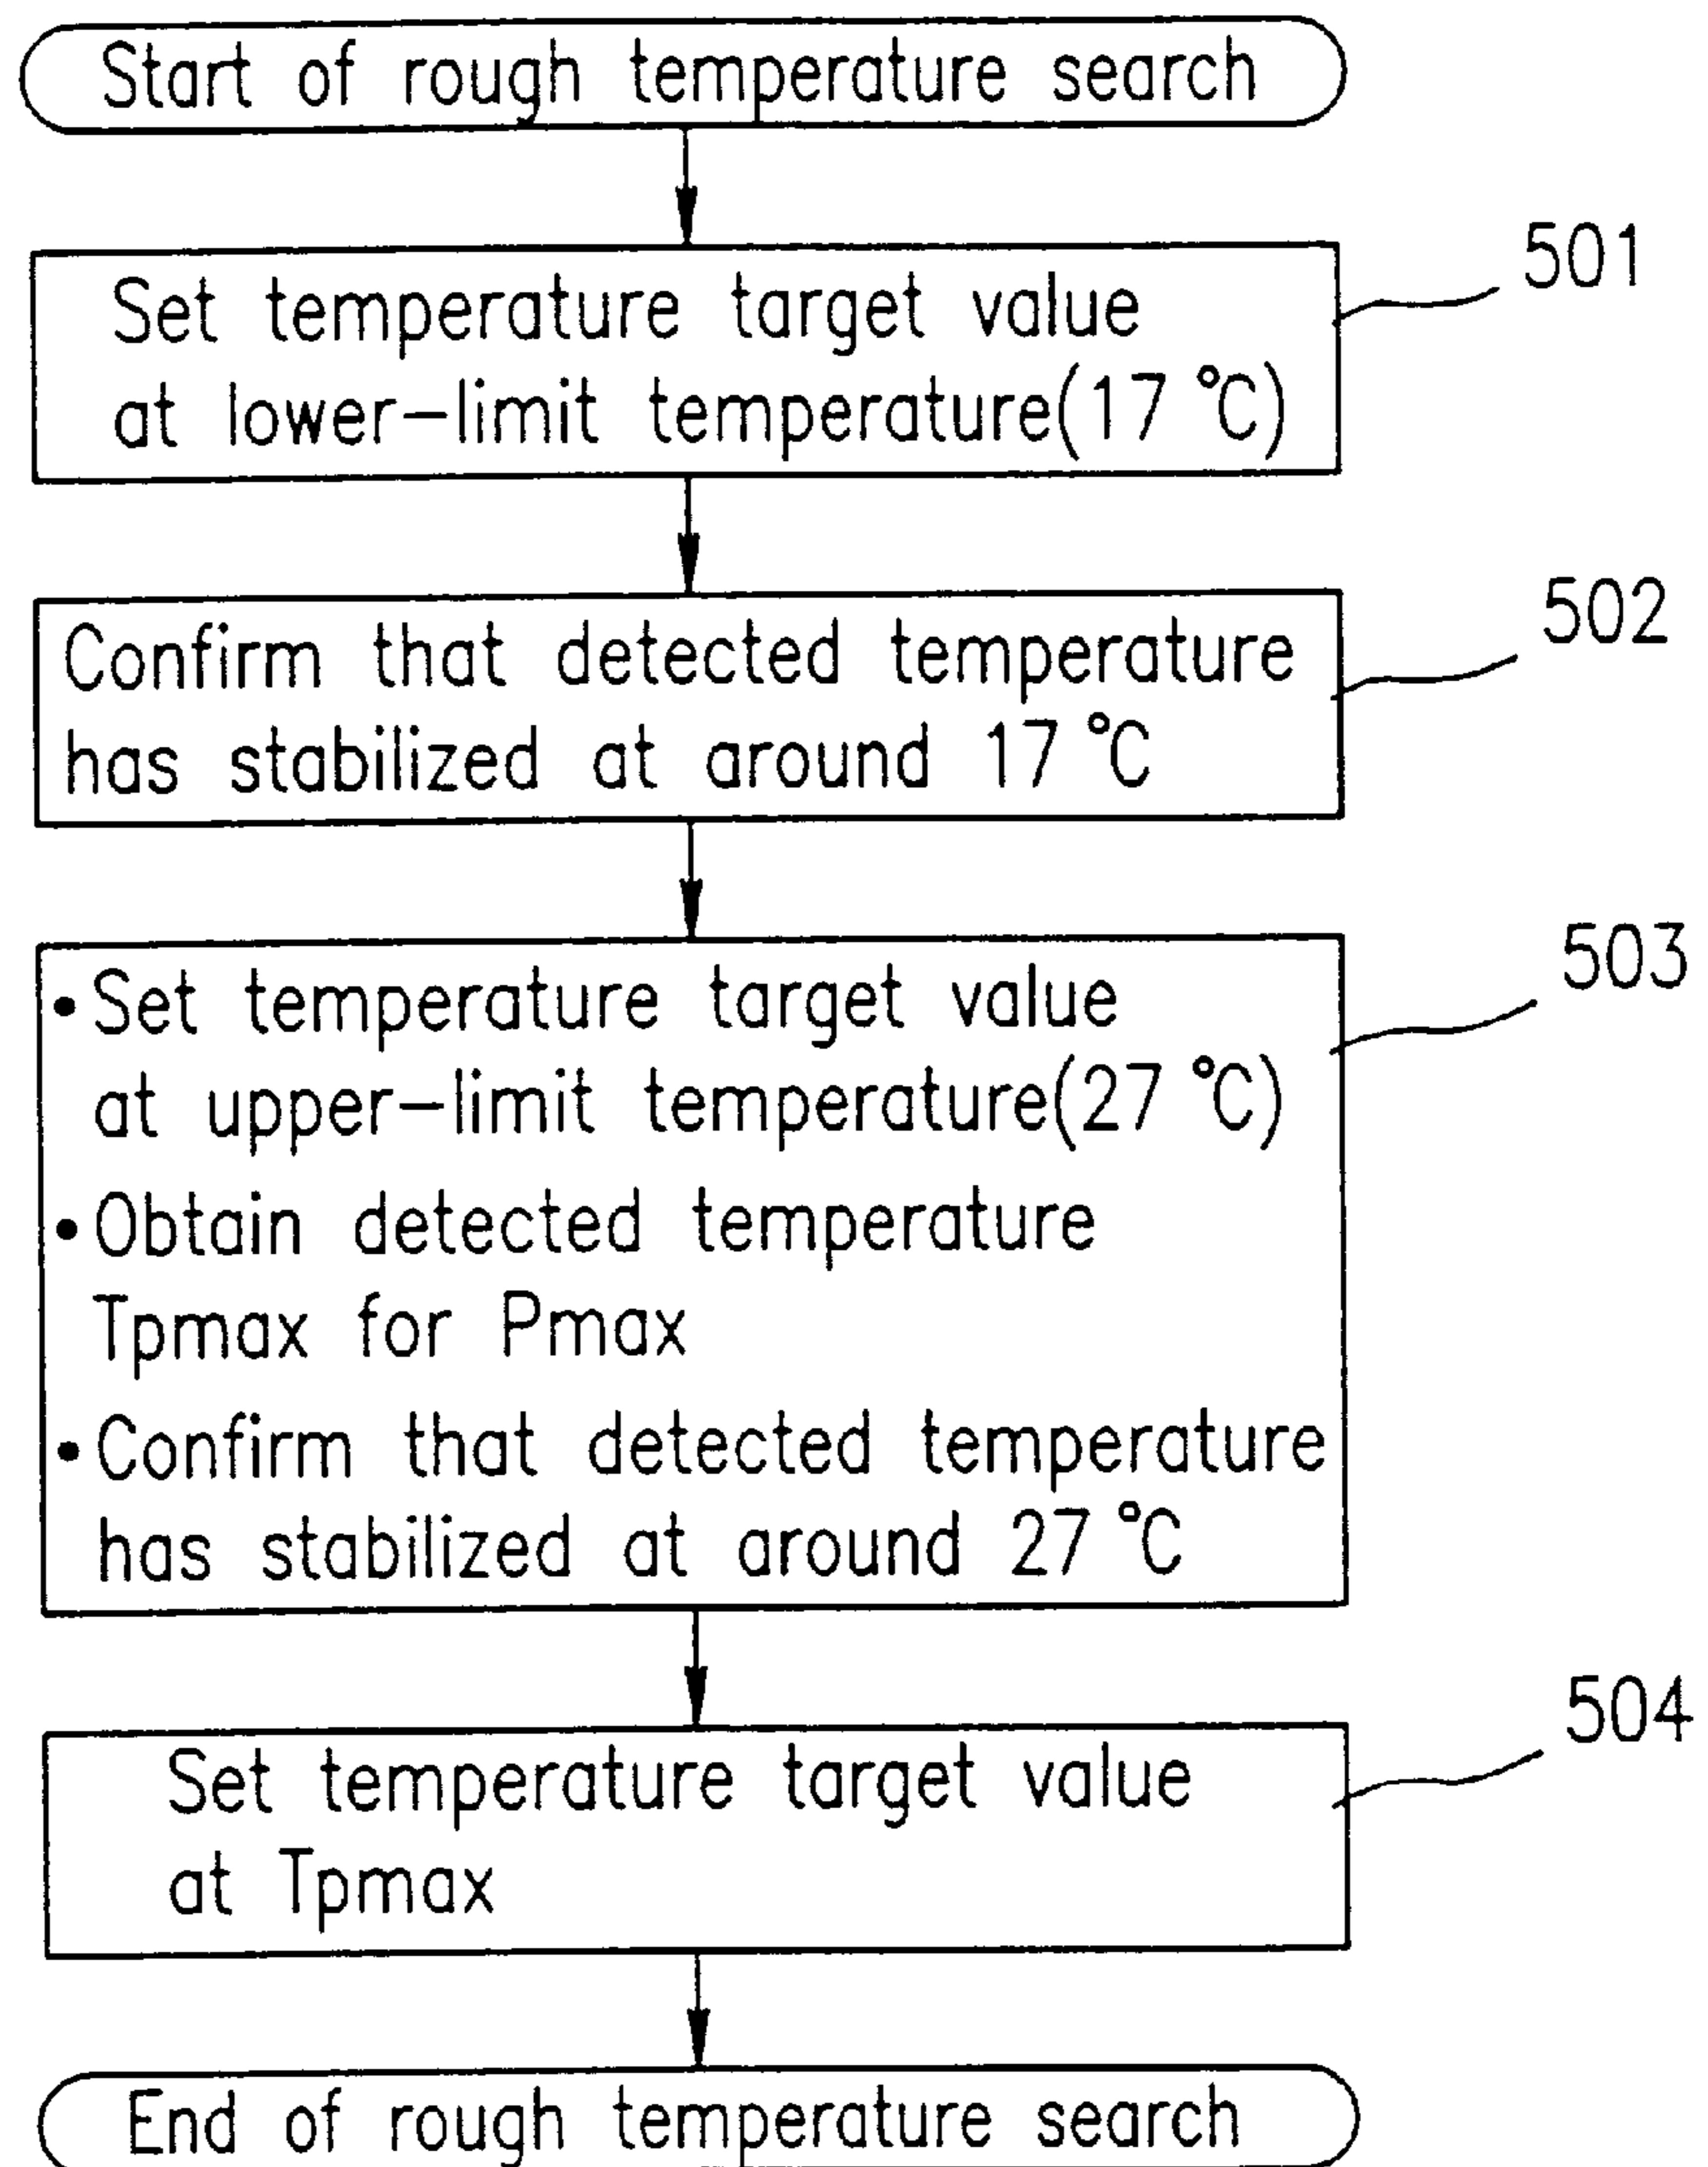 Start of rough temperature search
501
Set temperature target value
at lower-limit temperature(17 °C)
502
Confirm that detected temperature
has stabilized at around 17 °C
503
•Set temperature target value
at upper-limit temperature(27 °C)
•Obtain detected temperature
Tpmax for Pmax
•Confirm that detected temperature
has stabilized at around 27 °C
504
Set temperature target value
at Tpmax
End of rough temperature search